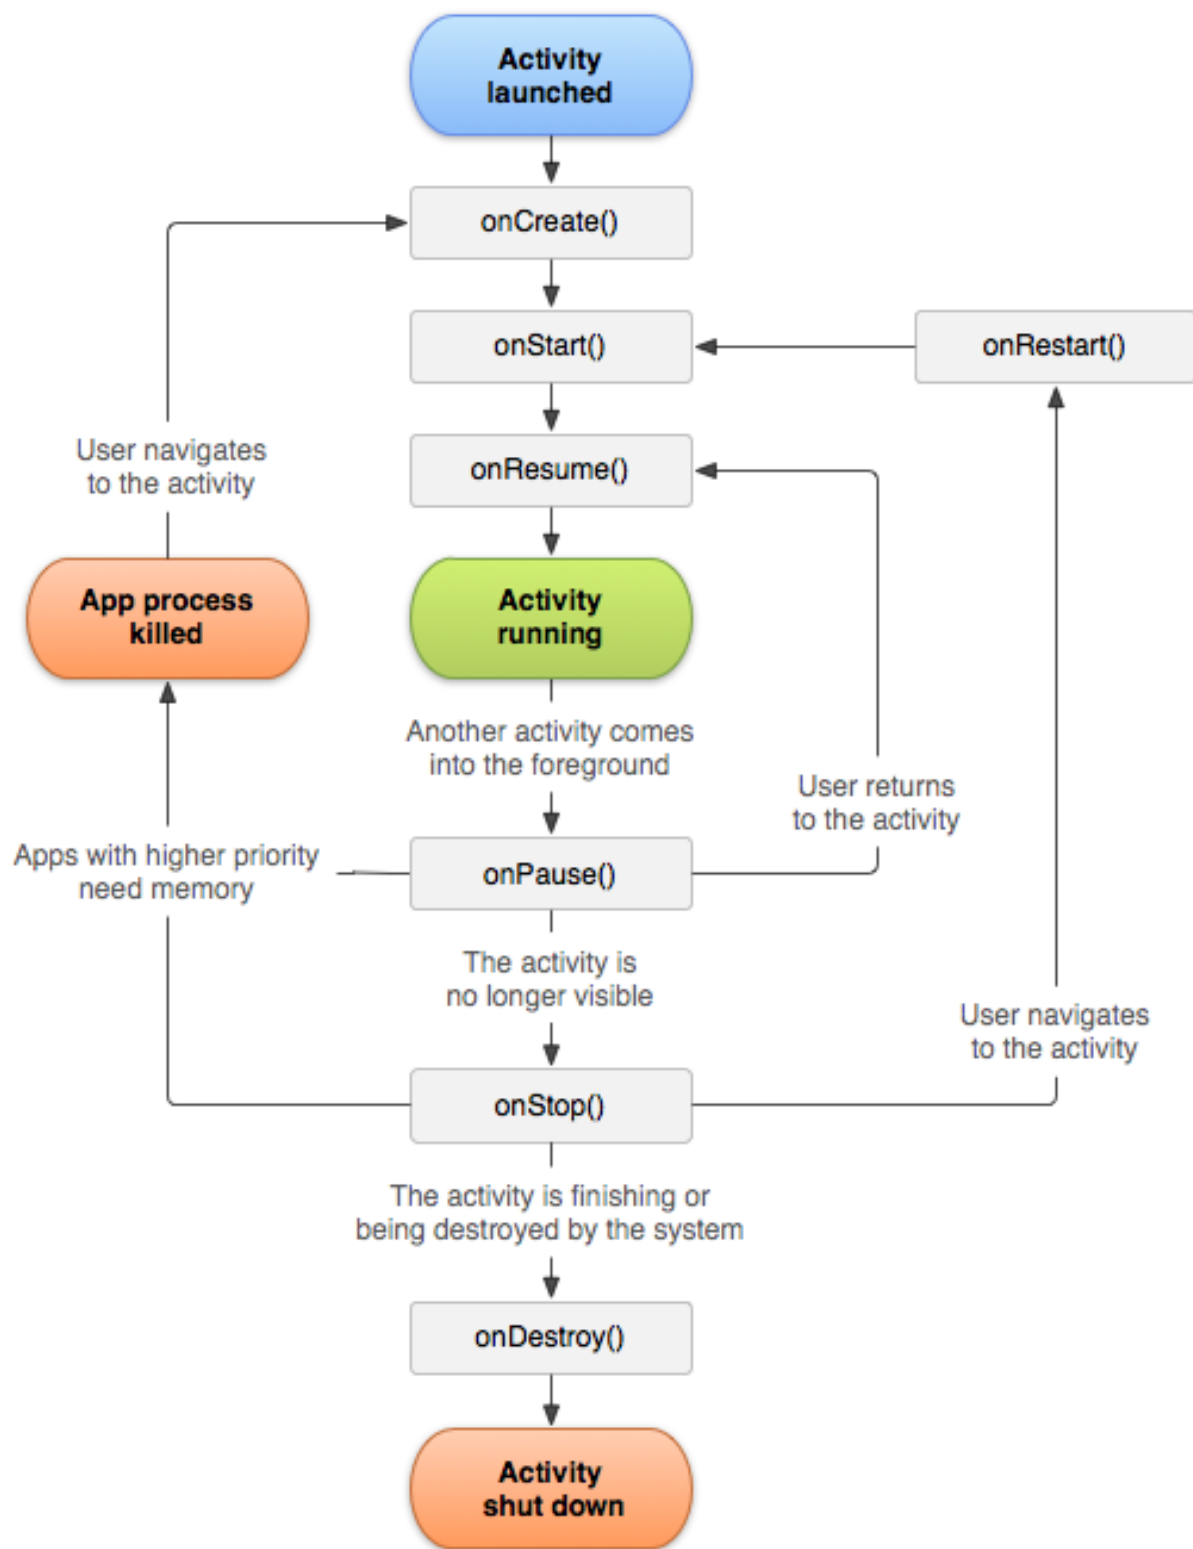 Activity
launched
onCreate()
onStart()
onRestart()
User navigates
to the activity
onResume()
App process
killed
Activity
running
Another activity comes
into the foreground
User returns
to the activity
Apps with higher priority
need memory
onPause()
The activity is
no longer visible
User navigates
to the activity
onStop()
The activity is finishing or
being destroyed by the system
onDestroy()
Activity
shut down